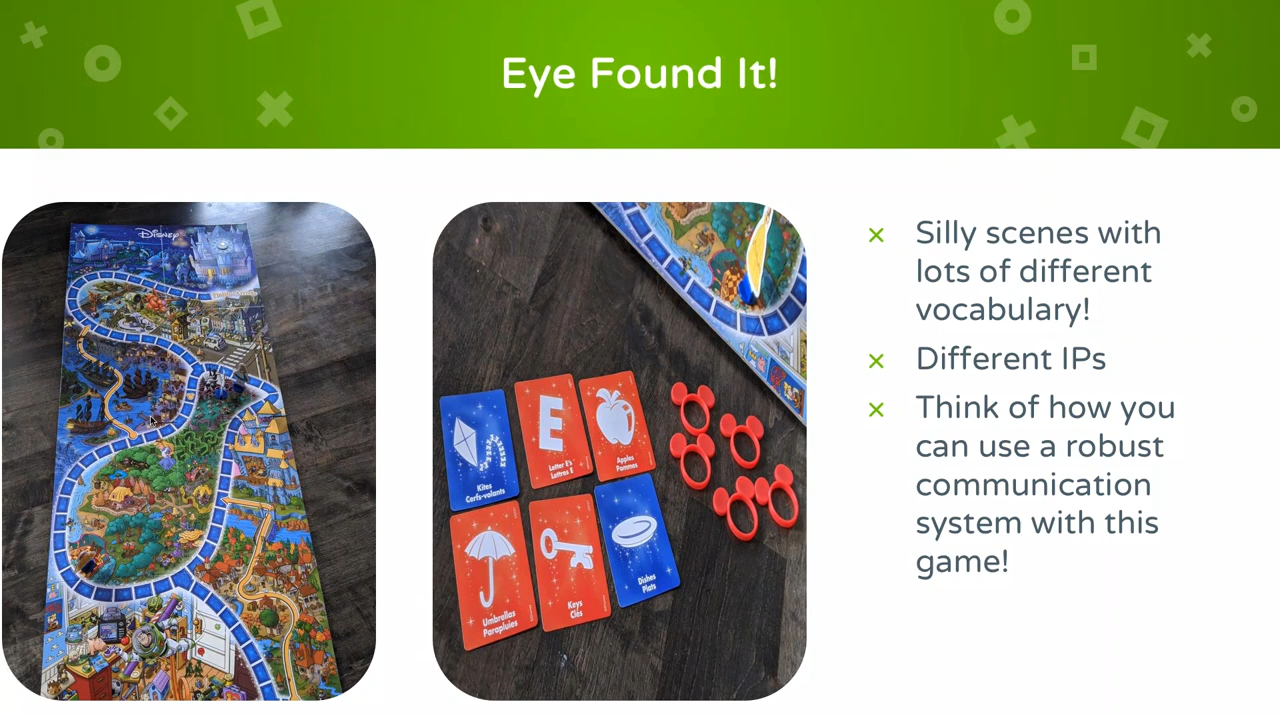 Eye Found It!
Disney
Kites
Cerfs-volants
E
Letter E's
Lettres E
Apples
Pommes
Umbrellas
Parapluies
Keys
Clés
Dishes
Plats
× Silly scenes with
lots of different
vocabulary!
× Different IPs
× Think of how you
can use a robust
communication
system with this
game!